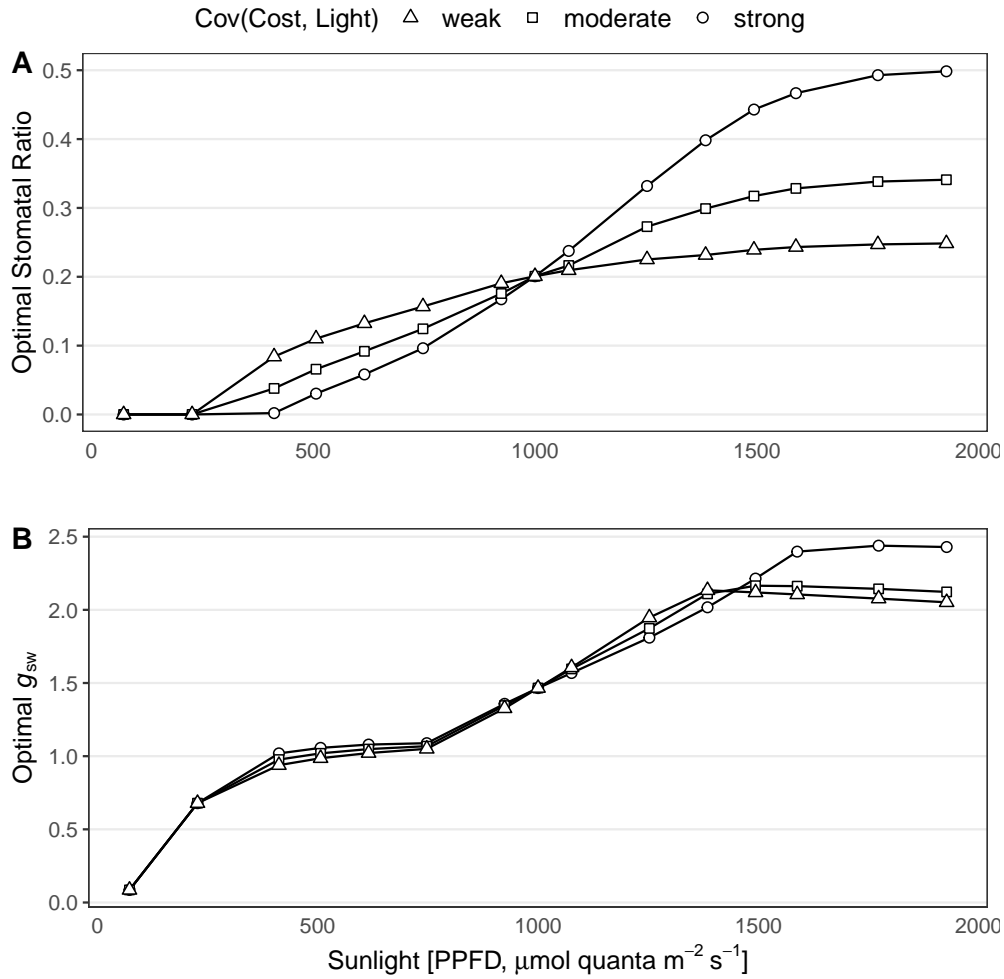 Cov(Cost, Light) weak moderate strong
A
Optimal Stomatal Ratio
0.5
0.4
0.3
0.2
0.1
0.0
0 500 1000 1500 2000
B
Optimal gsw
2.5
2.0
1.5
1.0
0.5
0.0
0 500 1000 1500 2000
Sunlight [PPFD, μmol quanta m−2 s−1]